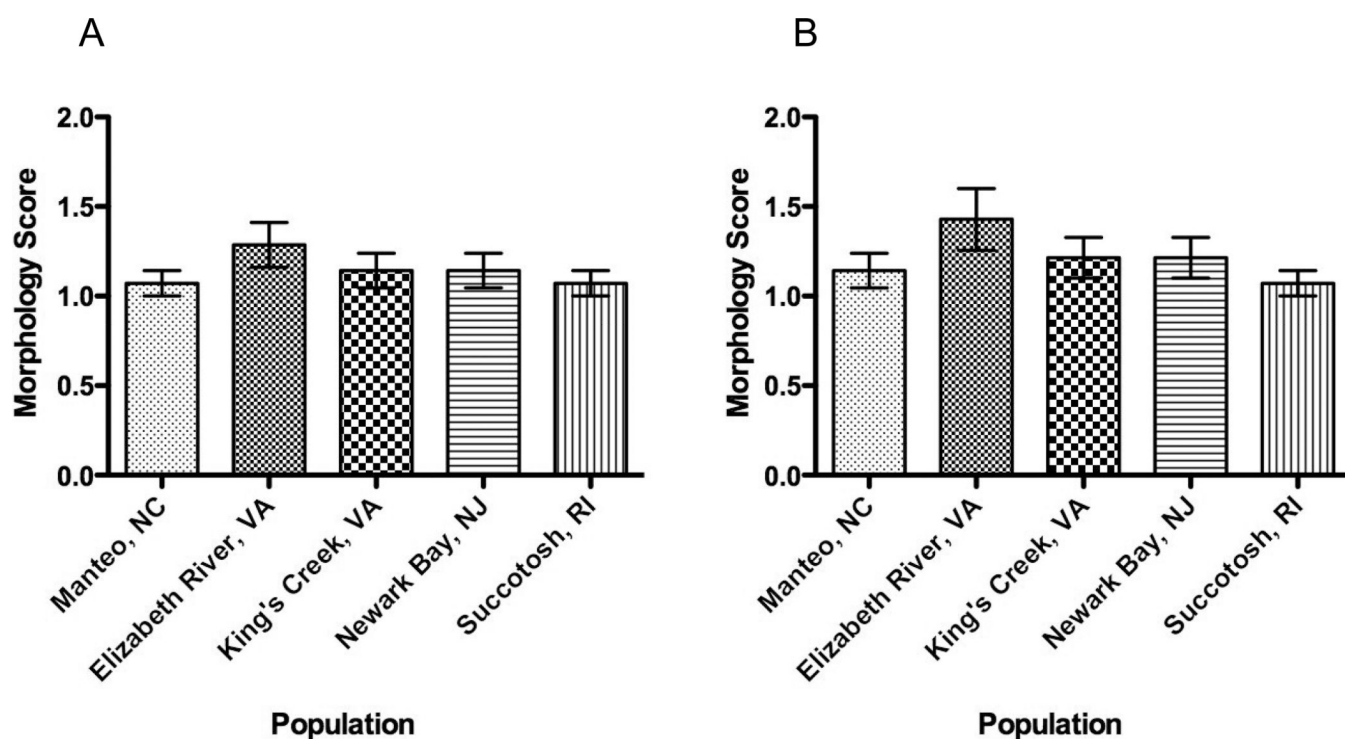 A
Morphology Score
2.0
1.5
1.0
0.5
0.0
Manteo, NC
Elizabeth River, VA
King's Creek, VA
Newark Bay, NJ
Succotosh, RI
Population
B
Morphology Score
2.0
1.5
1.0
0.5
0.0
Manteo, NC
Elizabeth River, VA
King's Creek, VA
Newark Bay, NJ
Succotosh, RI
Population